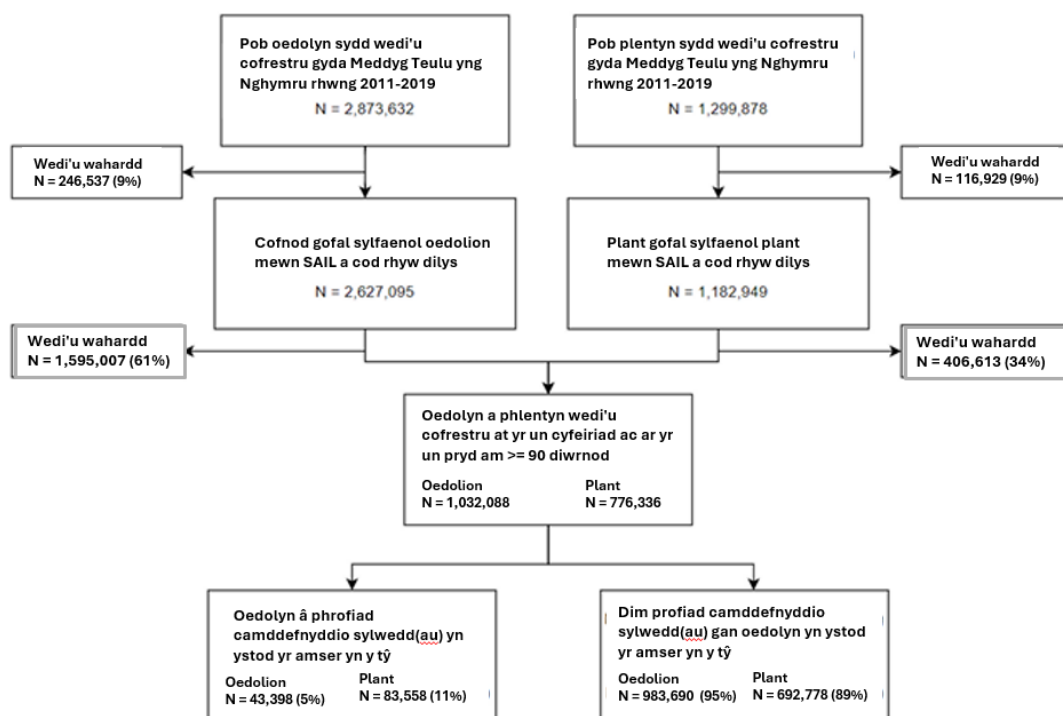 Pob oedolyn sydd wedi'u
cofrestru gyda Meddyg Teulu yng
Nghymru rhwng 2011-2019
N = 2,873,632
Pob plentyn sydd wedi'u cofrestru
gyda Meddyg Teulu yng Nghymru
rhwng 2011-2019
N = 1,299,878
Wedi'u wahardd
N = 246,537 (9%)
Wedi'u wahardd
N = 116,929 (9%)
Cofnod gofal sylfaenol oedolion
mewn SAIL a cod rhyw dilys
N = 2,627,095
Plant gofal sylfaenol plant
mewn SAIL a cod rhyw dilys
N = 1,182,949
Wedi'u wahardd
N = 1,595,007 (61%)
Wedi'u wahardd
N = 406,613 (34%)
Oedolyn a phlentyn wedi'u
cofrestru at yr un cyfeiriad ac ar yr
un pryd am >= 90 diwrnod
Oedolion
N = 1,032,088
Plant
N = 776,336
Oedolyn â phrofiad
camddefnyddio sylwedd(au) yn
ystod yr amser yn y tŷ
Oedolion
N = 43,398 (5%)
Plant
N = 83,558 (11%)
Dim profiad camddefnyddio
sylwedd(au) gan oedolyn yn ystod
yr amser yn y tŷ
Oedolion
N = 983,690 (95%)
Plant
N = 692,778 (89%)